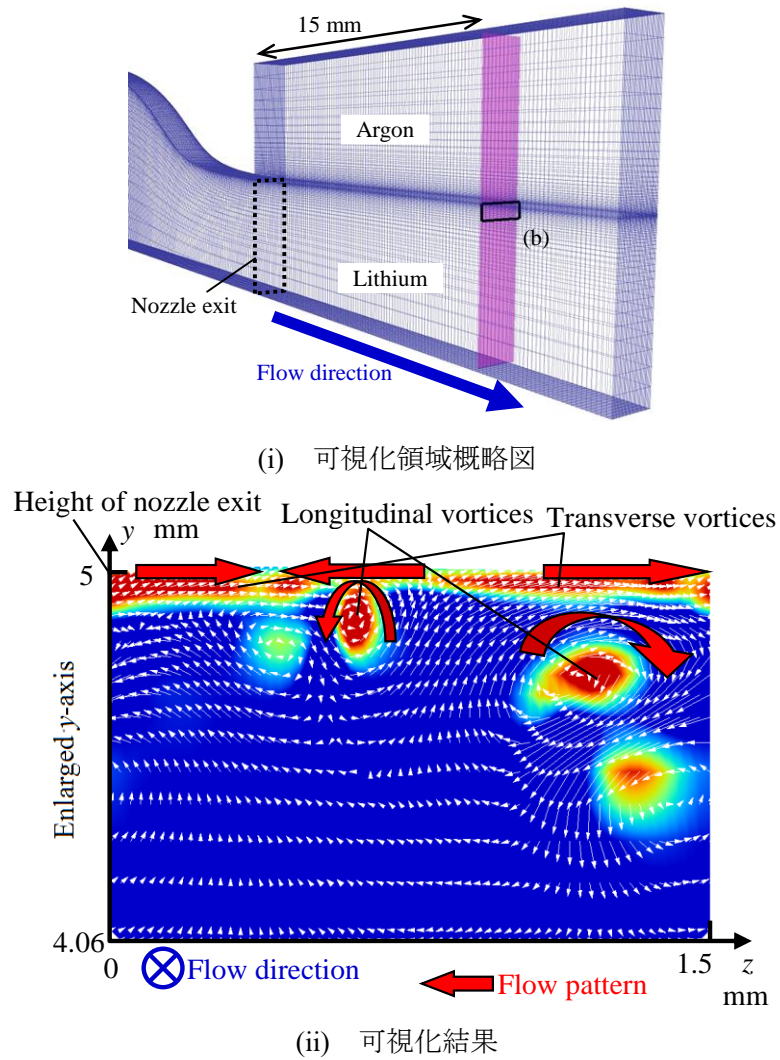 15 mm
Argon
(b)
Lithium
Nozzle exit
Flow direction
(i) 可視化領域概略図
Height of nozzle exit
y mm
Longitudinal vortices
Transverse vortices
5
Enlarged y-axis
4.06
0
Flow direction
1.5
z
mm
Flow pattern
(ii) 可視化結果